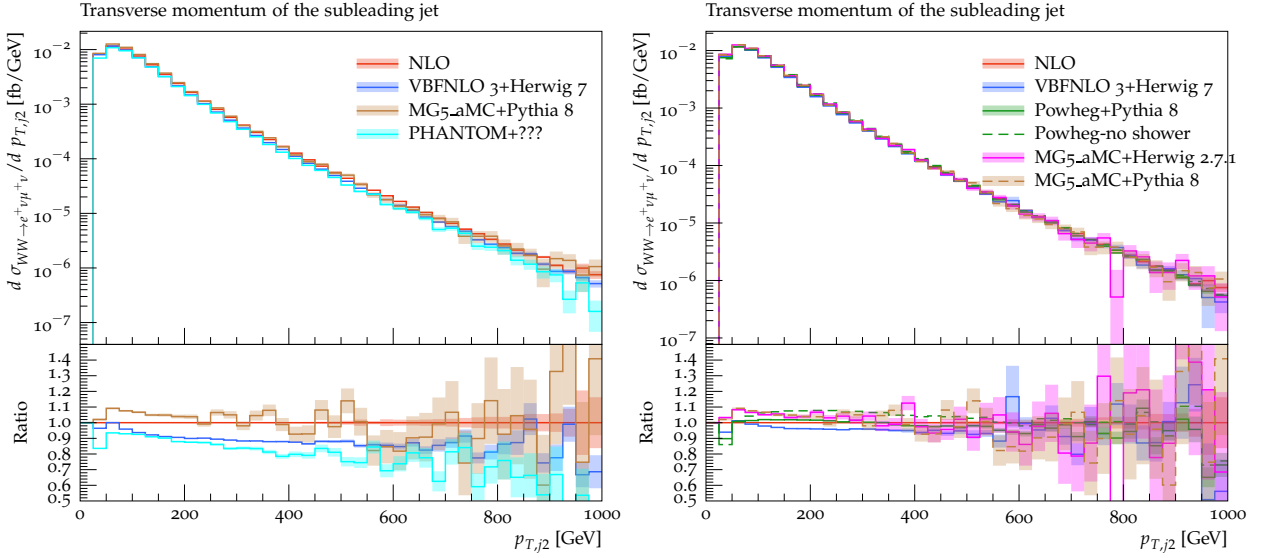 Transverse momentum of the subleading jet
NLO
VBFNLO 3+Herwig 7
MG5_aMC+Pythia 8
PHANTOM+???
10⁻²
10⁻³
10⁻⁴
10⁻⁵
10⁻⁶
10⁻⁷
d σ_{WW→e⁺νμ⁺ν}/d p_{T,j2} [fb/GeV]
1.4
1.3
1.2
1.1
1.0
0.9
0.8
0.7
0.6
0.5
Ratio
0 200 400 600 800 1000
p_{T,j2} [GeV]
Transverse momentum of the subleading jet
NLO
VBFNLO 3+Herwig 7
Powheg+Pythia 8
Powheg-no shower
MG5_aMC+Herwig 2.7.1
MG5_aMC+Pythia 8
10⁻²
10⁻³
10⁻⁴
10⁻⁵
10⁻⁶
10⁻⁷
d σ_{WW→e⁺νμ⁺ν}/d p_{T,j2} [fb/GeV]
1.4
1.3
1.2
1.1
1.0
0.9
0.8
0.7
0.6
0.5
Ratio
0 200 400 600 800 1000
p_{T,j2} [GeV]